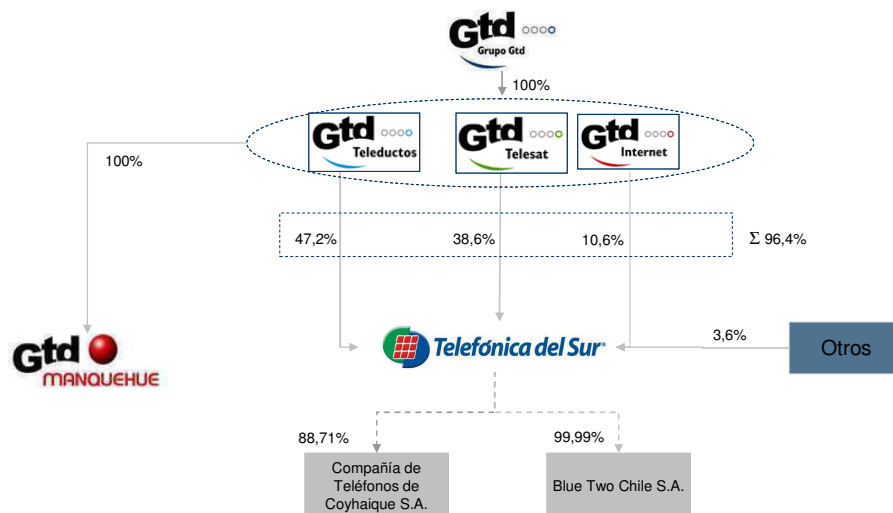 Gtd
Grupo Gtd
100%
Gtd
Teleductos
Gtd
Telesat
Gtd
Internet
100%
47,2%
38,6%
10,6%
Σ 96,4%
Gtd
MANQUEHUE
Telefónica del Sur®
3,6%
Otros
88,71%
99,99%
Compañía de
Teléfonos de
Coyhaique S.A.
Blue Two Chile S.A.